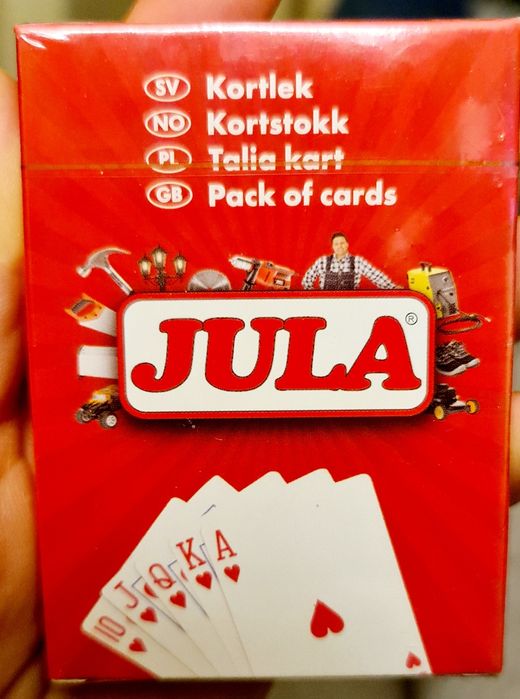 SV Kortlek
NO Kortstokk
PL Talia kart
GB Pack of cards
JULA ®
10 J Q K A